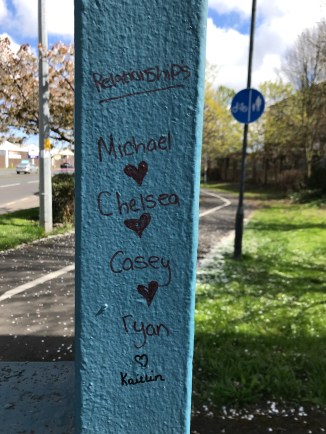 Relationships
Michael
♥
Chelsea
♥
Casey
♥
Ryan
♡
Kaitlin